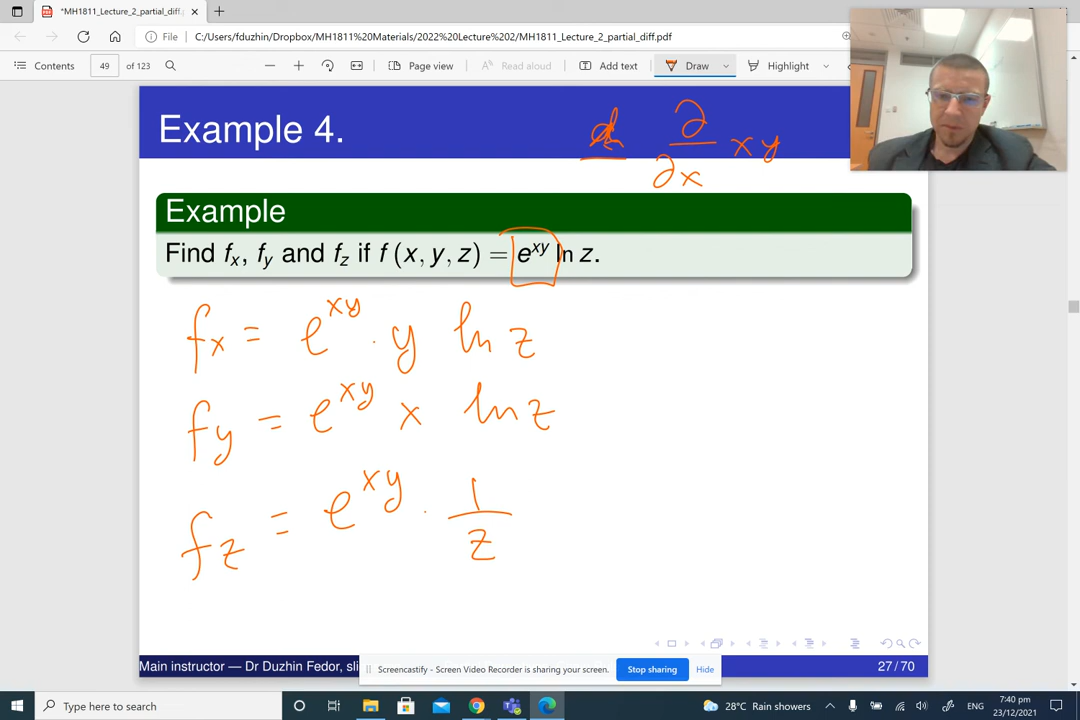 *MH1811_Lecture_2_partial_diff.pdf
File C:/Users/fduzhin/Dropbox/MH1811%20Materials/2022%20Lecture%202/MH1811_Lecture_2_partial_diff.pdf
Contents 49 of 123 Page view Read aloud Add text Draw Highlight
Example 4.
∂/∂x xy
Example
Find fx, fy and fz if f (x, y, z) = e^xy ln z.
fx = e^xy · y ln z
fy = e^xy x ln z
fz = e^xy · 1/z
Main instructor — Dr Duzhin Fedor, sli
27 / 70
Screencastify - Screen Video Recorder is sharing your screen. Stop sharing Hide
Type here to search
28°C Rain showers
ENG
7:40 pm
23/12/2021